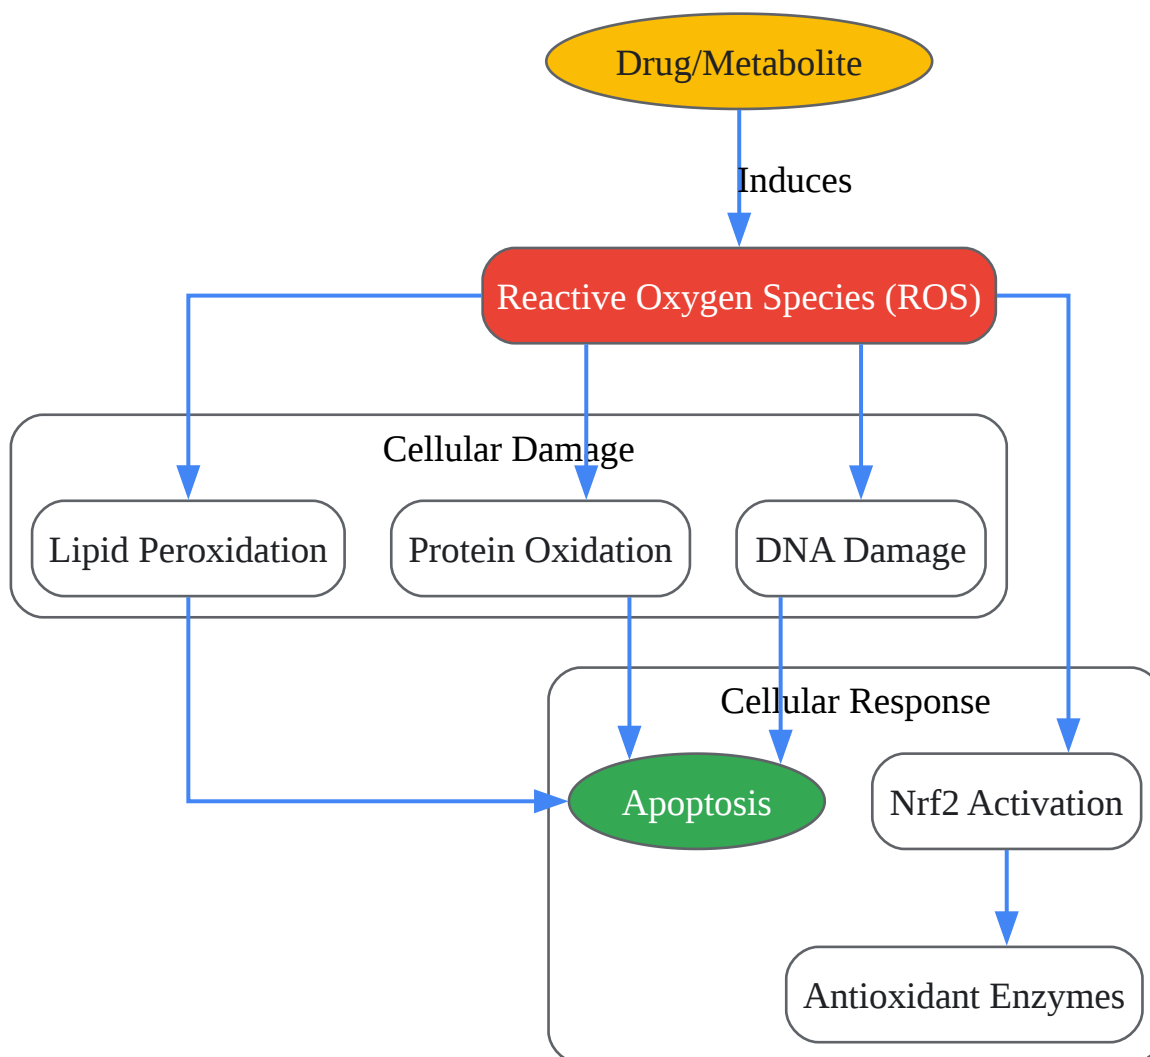 Drug/Metabolite
Induces
Reactive Oxygen Species (ROS)
Cellular Damage
Lipid Peroxidation
Protein Oxidation
DNA Damage
Cellular Response
Apoptosis
Nrf2 Activation
Antioxidant Enzymes